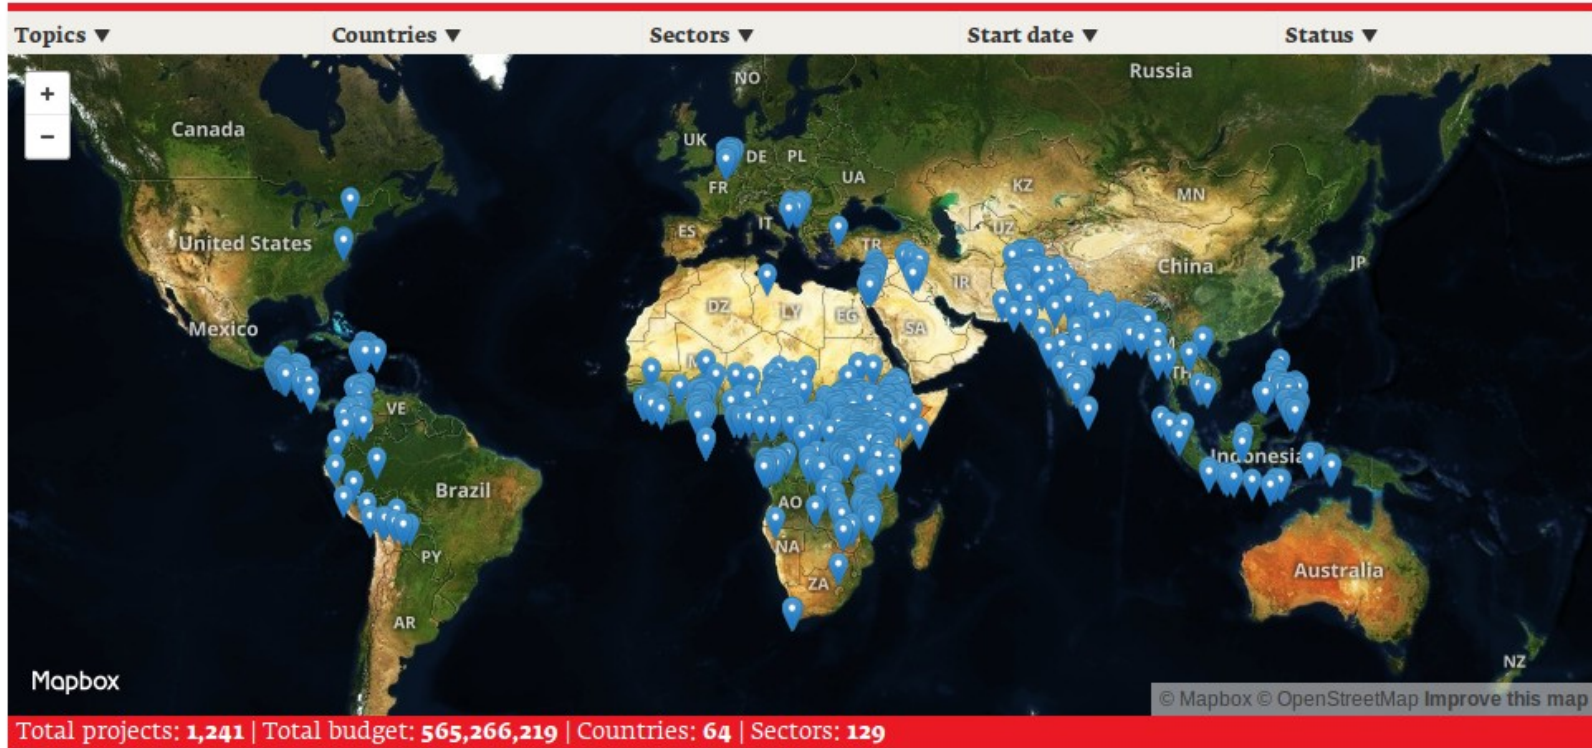 Topics ▼ Countries ▼ Sectors ▼ Start date ▼ Status ▼
+
−
NO
Russia
Canada
UK
DE
PL
FR
UA
KZ
MN
United States
ES
IT
TR
UZ
China
JP
IR
DZ
LY
EG
SA
Mexico
M
TH
VE
Indonesia
Brazil
AO
NA
PY
ZA
Australia
AR
NZ
Mapbox
© Mapbox © OpenStreetMap Improve this map
Total projects: 1,241 | Total budget: 565,266,219 | Countries: 64 | Sectors: 129